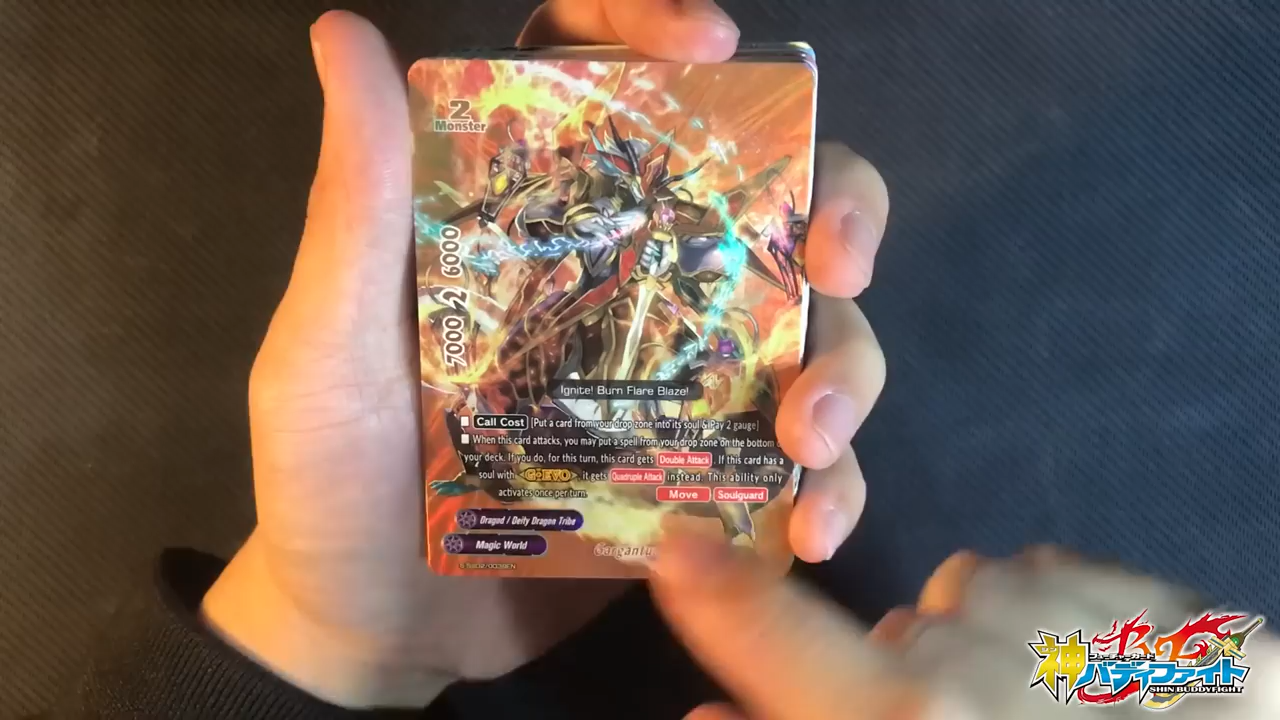 2
Monster
6000
2
7000
Ignite! Burn Flare Blaze!
Call Cost [Put a card from your drop zone into its soul & Pay 2 gauge]
When this card attacks, you may put a spell from your drop zone on the bottom
your deck. If you do, for this turn, this card gets Double Attack. If this card has a
soul with G·EVO, it gets Quadruple Attack instead. This ability only
activates once per turn.
Move Soulguard
Dragod / Deity Dragon Tribe
Magic World
神バディファイト
SHIN BUDDYFIGHT